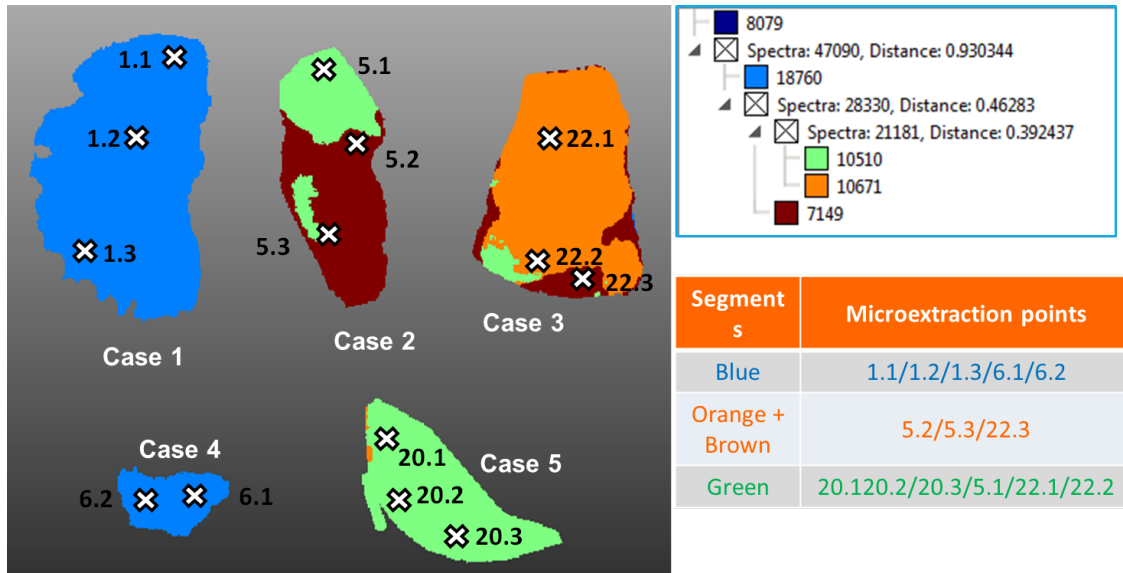 1.1
1.2
1.3
Case 1
5.1
5.2
5.3
Case 2
22.1
22.2
22.3
Case 3
Case 4
6.2
6.1
20.1
20.2
20.3
Case 5
8079
Spectra: 47090, Distance: 0.930344
18760
Spectra: 28330, Distance: 0.46283
Spectra: 21181, Distance: 0.392437
10510
10671
7149
Segment
s
Microextraction points
Blue
1.1/1.2/1.3/6.1/6.2
Orange +
Brown
5.2/5.3/22.3
Green
20.120.2/20.3/5.1/22.1/22.2